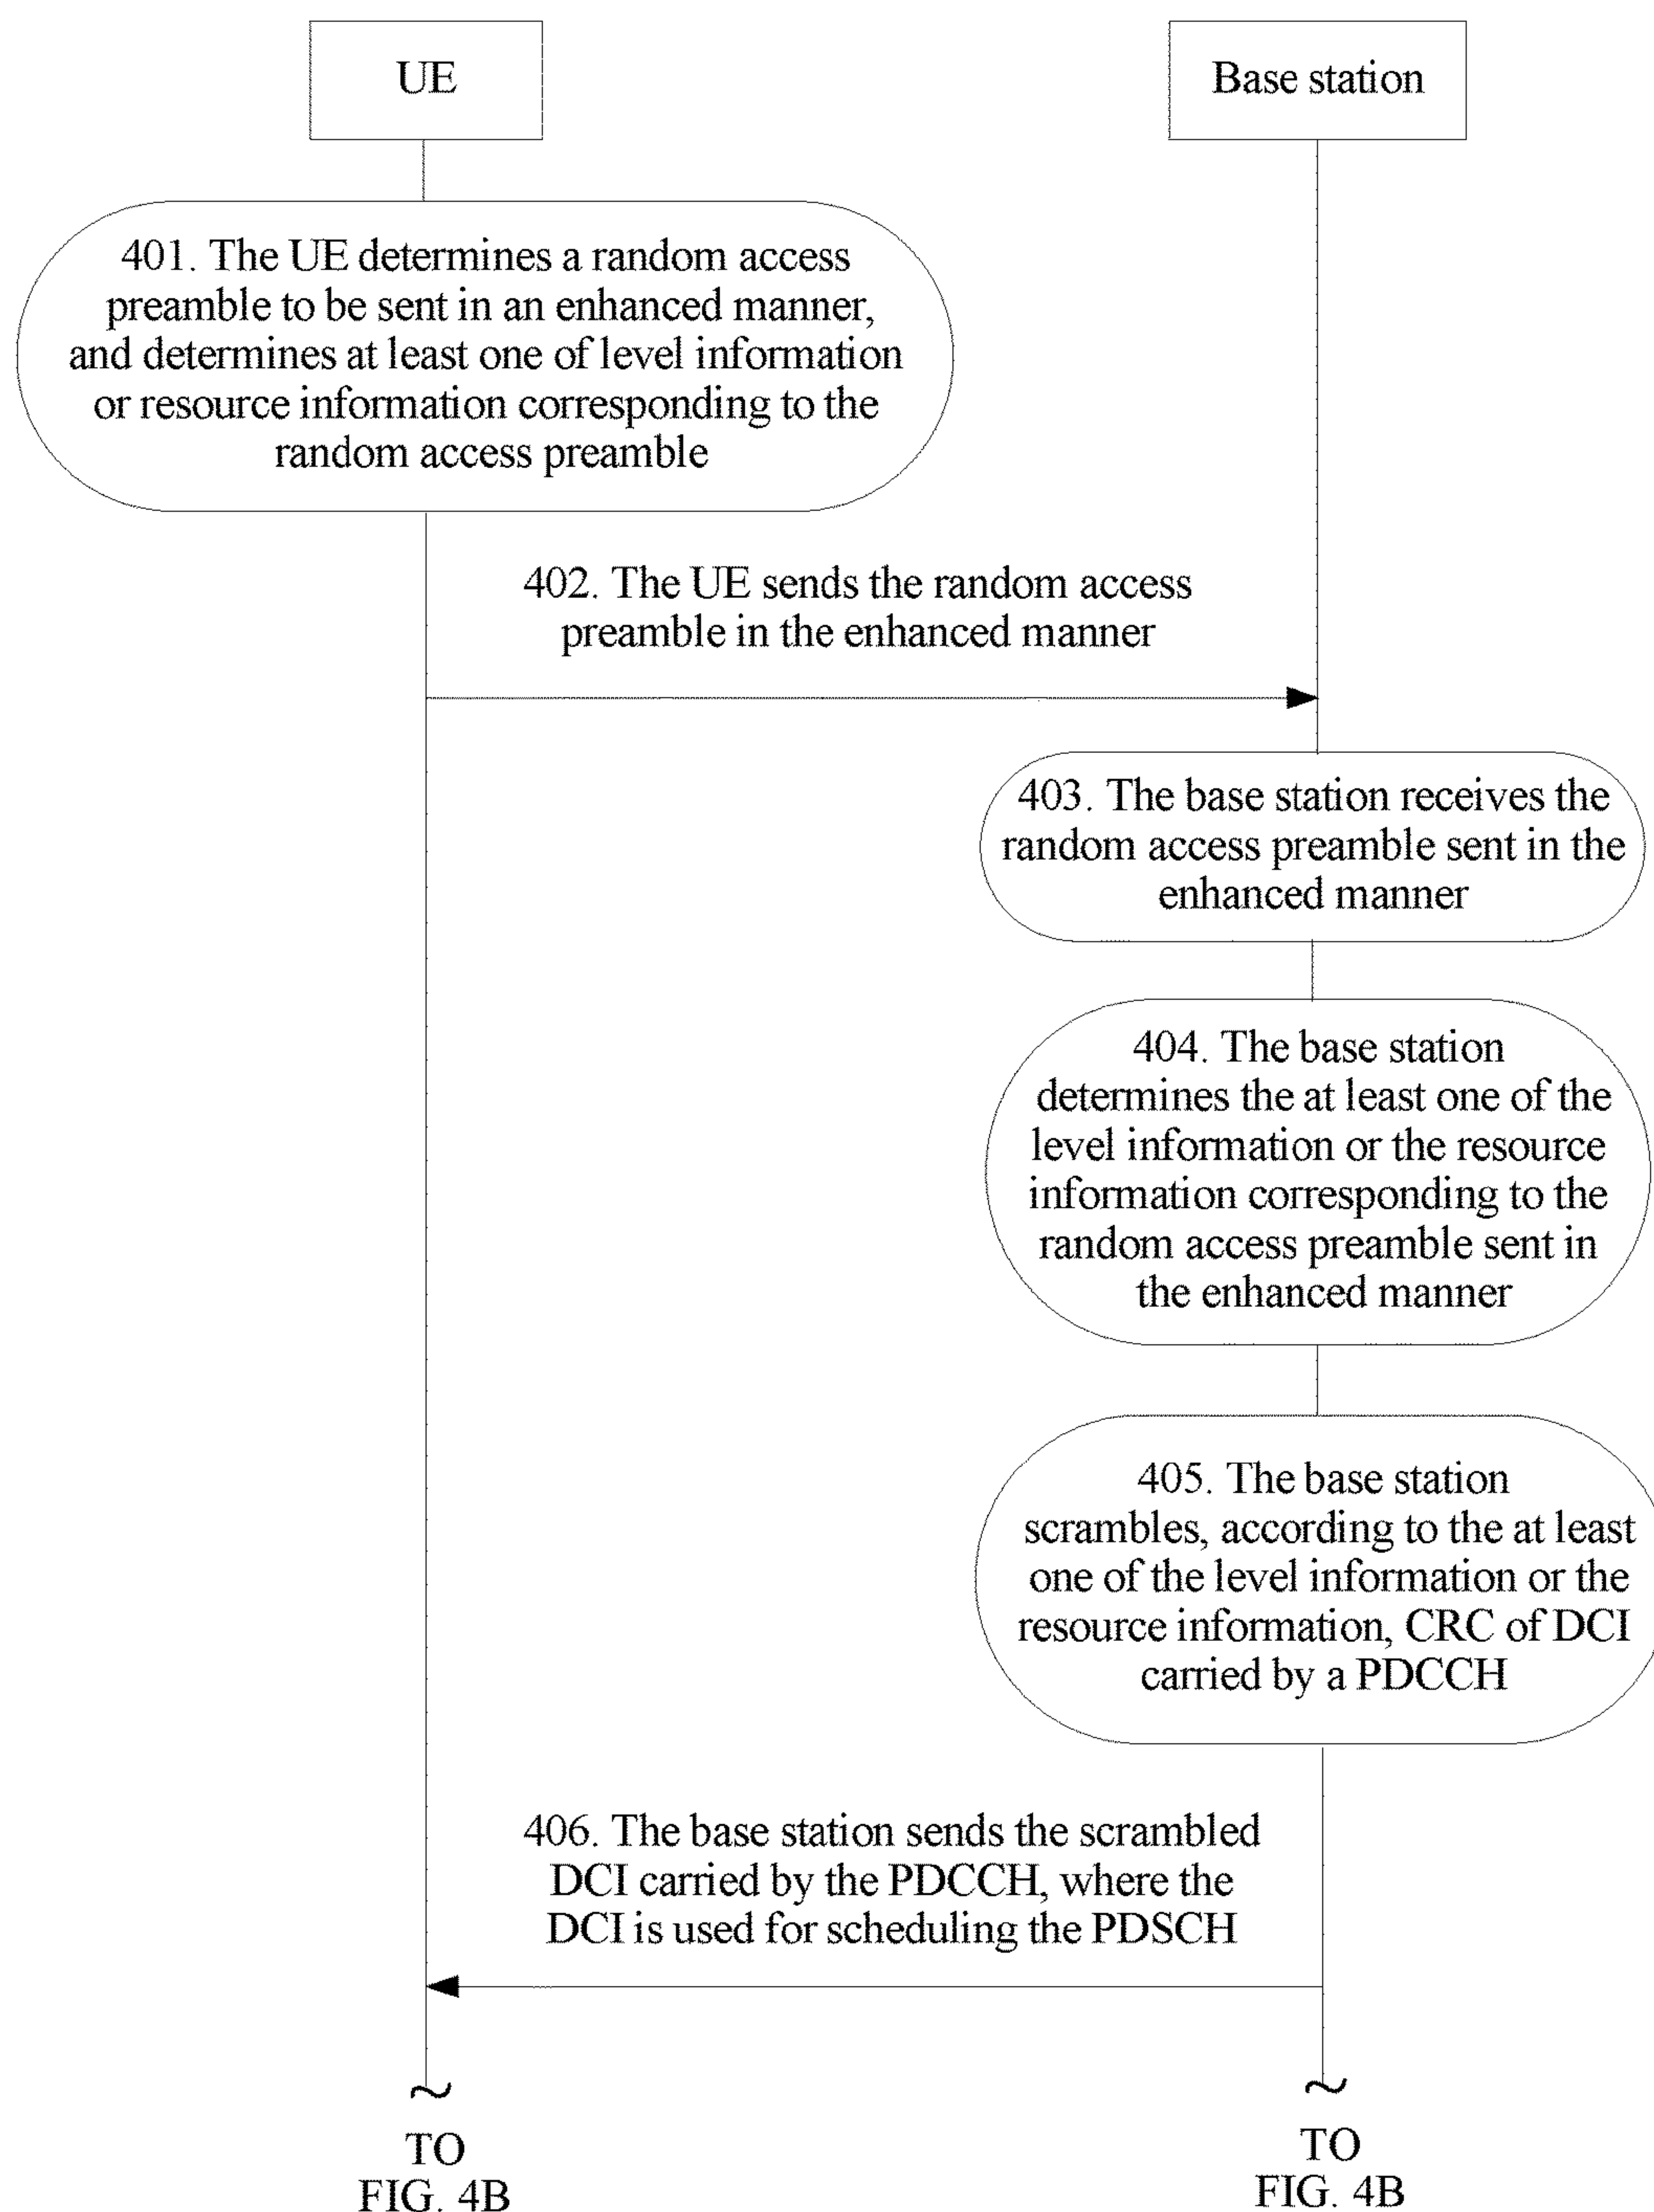 UE
Base station
401. The UE determines a random access
preamble to be sent in an enhanced manner,
and determines at least one of level information
or resource information corresponding to the
random access preamble
402. The UE sends the random access
preamble in the enhanced manner
403. The base station receives the
random access preamble sent in the
enhanced manner
404. The base station
determines the at least one of the
level information or the resource
information corresponding to the
random access preamble sent in
the enhanced manner
405. The base station
scrambles, according to the at least
one of the level information or the
resource information, CRC of DCI
carried by a PDCCH
406. The base station sends the scrambled
DCI carried by the PDCCH, where the
DCI is used for scheduling the PDSCH
TO
FIG. 4B
TO
FIG. 4B